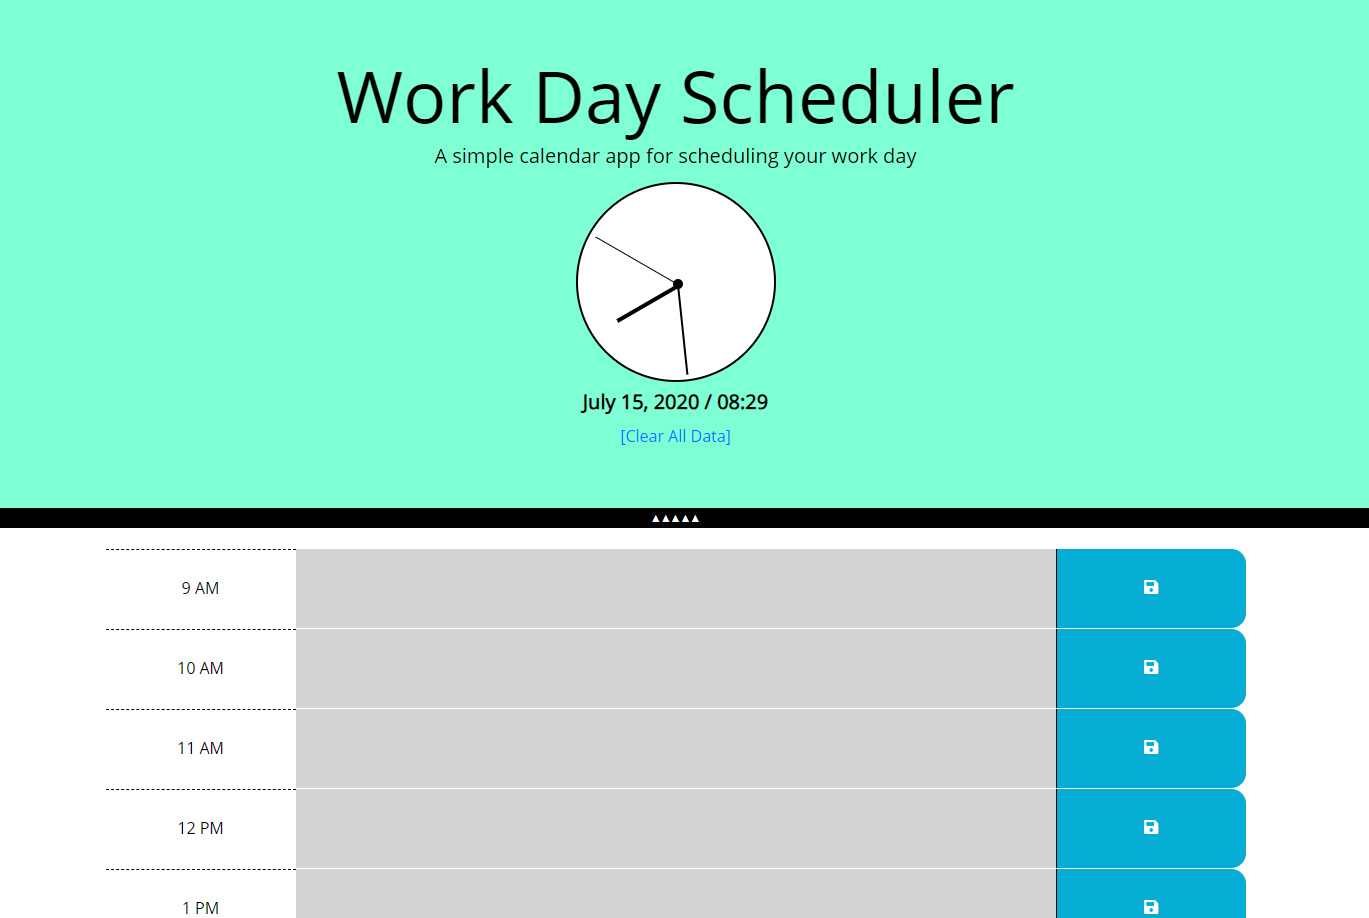 Work Day Scheduler
A simple calendar app for scheduling your work day
July 15, 2020 / 08:29
[Clear All Data]
▲▲▲▲▲
9 AM
10 AM
11 AM
12 PM
1 PM